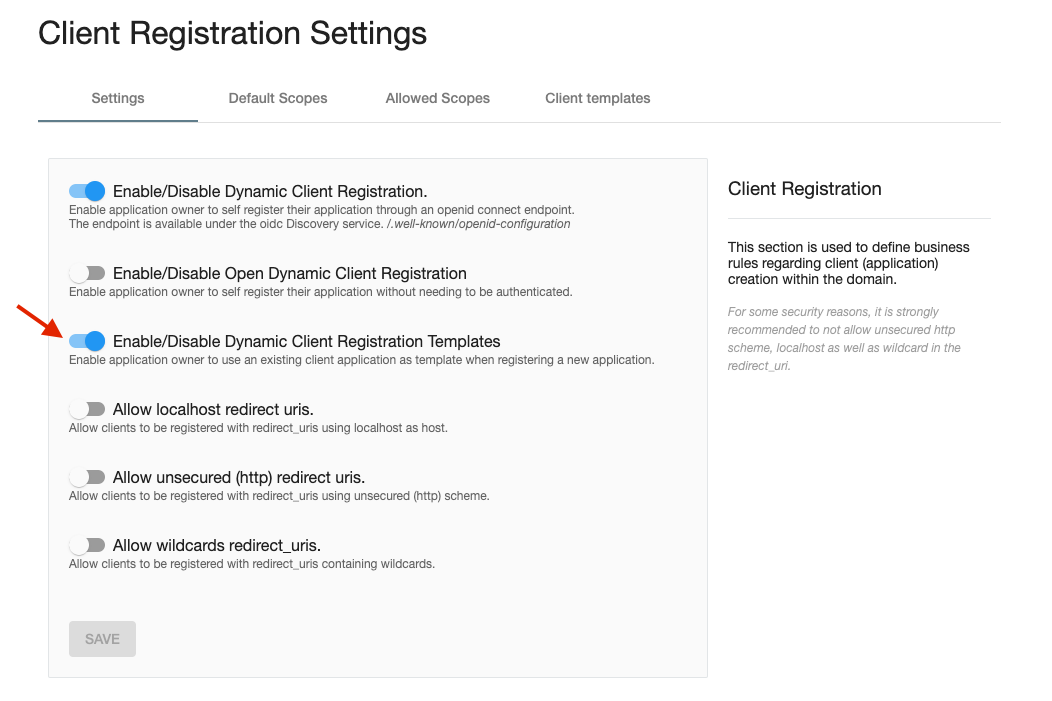 Client Registration Settings
Settings
Default Scopes
Allowed Scopes
Client templates
Enable/Disable Dynamic Client Registration.
Enable application owner to self register their application through an openid connect endpoint.
The endpoint is available under the oidc Discovery service. /.well-known/openid-configuration
Enable/Disable Open Dynamic Client Registration
Enable application owner to self register their application without needing to be authenticated.
Enable/Disable Dynamic Client Registration Templates
Enable application owner to use an existing client application as template when registering a new application.
Allow localhost redirect uris.
Allow clients to be registered with redirect_uris using localhost as host.
Allow unsecured (http) redirect uris.
Allow clients to be registered with redirect_uris using unsecured (http) scheme.
Allow wildcards redirect_uris.
Allow clients to be registered with redirect_uris containing wildcards.
SAVE
Client Registration
This section is used to define business
rules regarding client (application)
creation within the domain.
For some security reasons, it is strongly
recommended to not allow unsecured http
scheme, localhost as well as wildcard in the
redirect_uri.